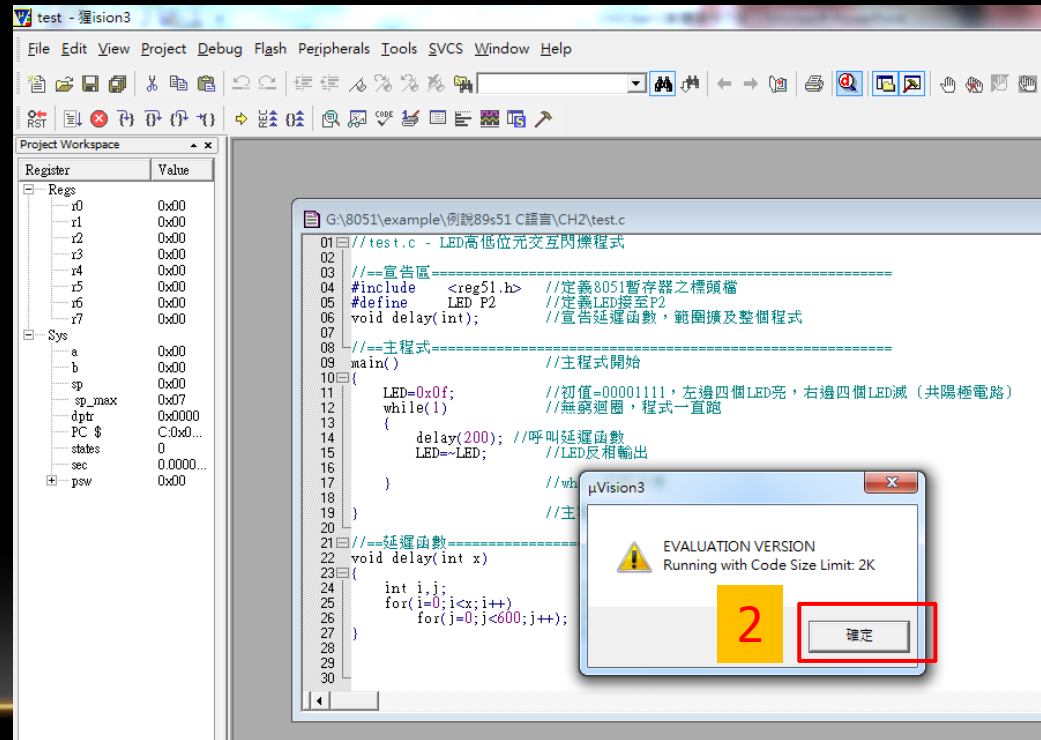 test - 猩ision3
File Edit View Project Debug Flash Peripherals Tools SVCS Window Help
RST
CODE
Project Workspace
Register Value
Regs
r0 0x00
r1 0x00
r2 0x00
r3 0x00
r4 0x00
r5 0x00
r6 0x00
r7 0x00
Sys
a 0x00
b 0x00
sp 0x00
sp_max 0x07
dptr 0x0000
PC $ C:0x0...
states 0
sec 0.0000...
psw 0x00
G:\8051\example\例說89s51 C語言\CH2\test.c
01 //test.c - LED高低位元交互閃爍程式
02
03 //==宣告區==========================================================
04 #include <reg51.h> //定義8051暫存器之標頭檔
05 #define LED P2 //定義LED接至P2
06 void delay(int); //宣告延遲函數，範圍擴及整個程式
07
08 //==主程式==========================================================
09 main() //主程式開始
10 {
11 LED=0x0f; //初值=00001111，左邊四個LED亮，右邊四個LED滅（共陽極電路）
12 while(1) //無窮迴圈，程式一直跑
13 {
14 delay(200); //呼叫延遲函數
15 LED=~LED; //LED反相輸出
16
17 } //wh
18
19 } //主
20
21 //==延遲函數=================
22 void delay(int x)
23 {
24 int i,j;
25 for(i=0;i<x;i++)
26 for(j=0;j<600;j++);
27 }
28
29
30
µVision3
EVALUATION VERSION
Running with Code Size Limit: 2K
2
確定